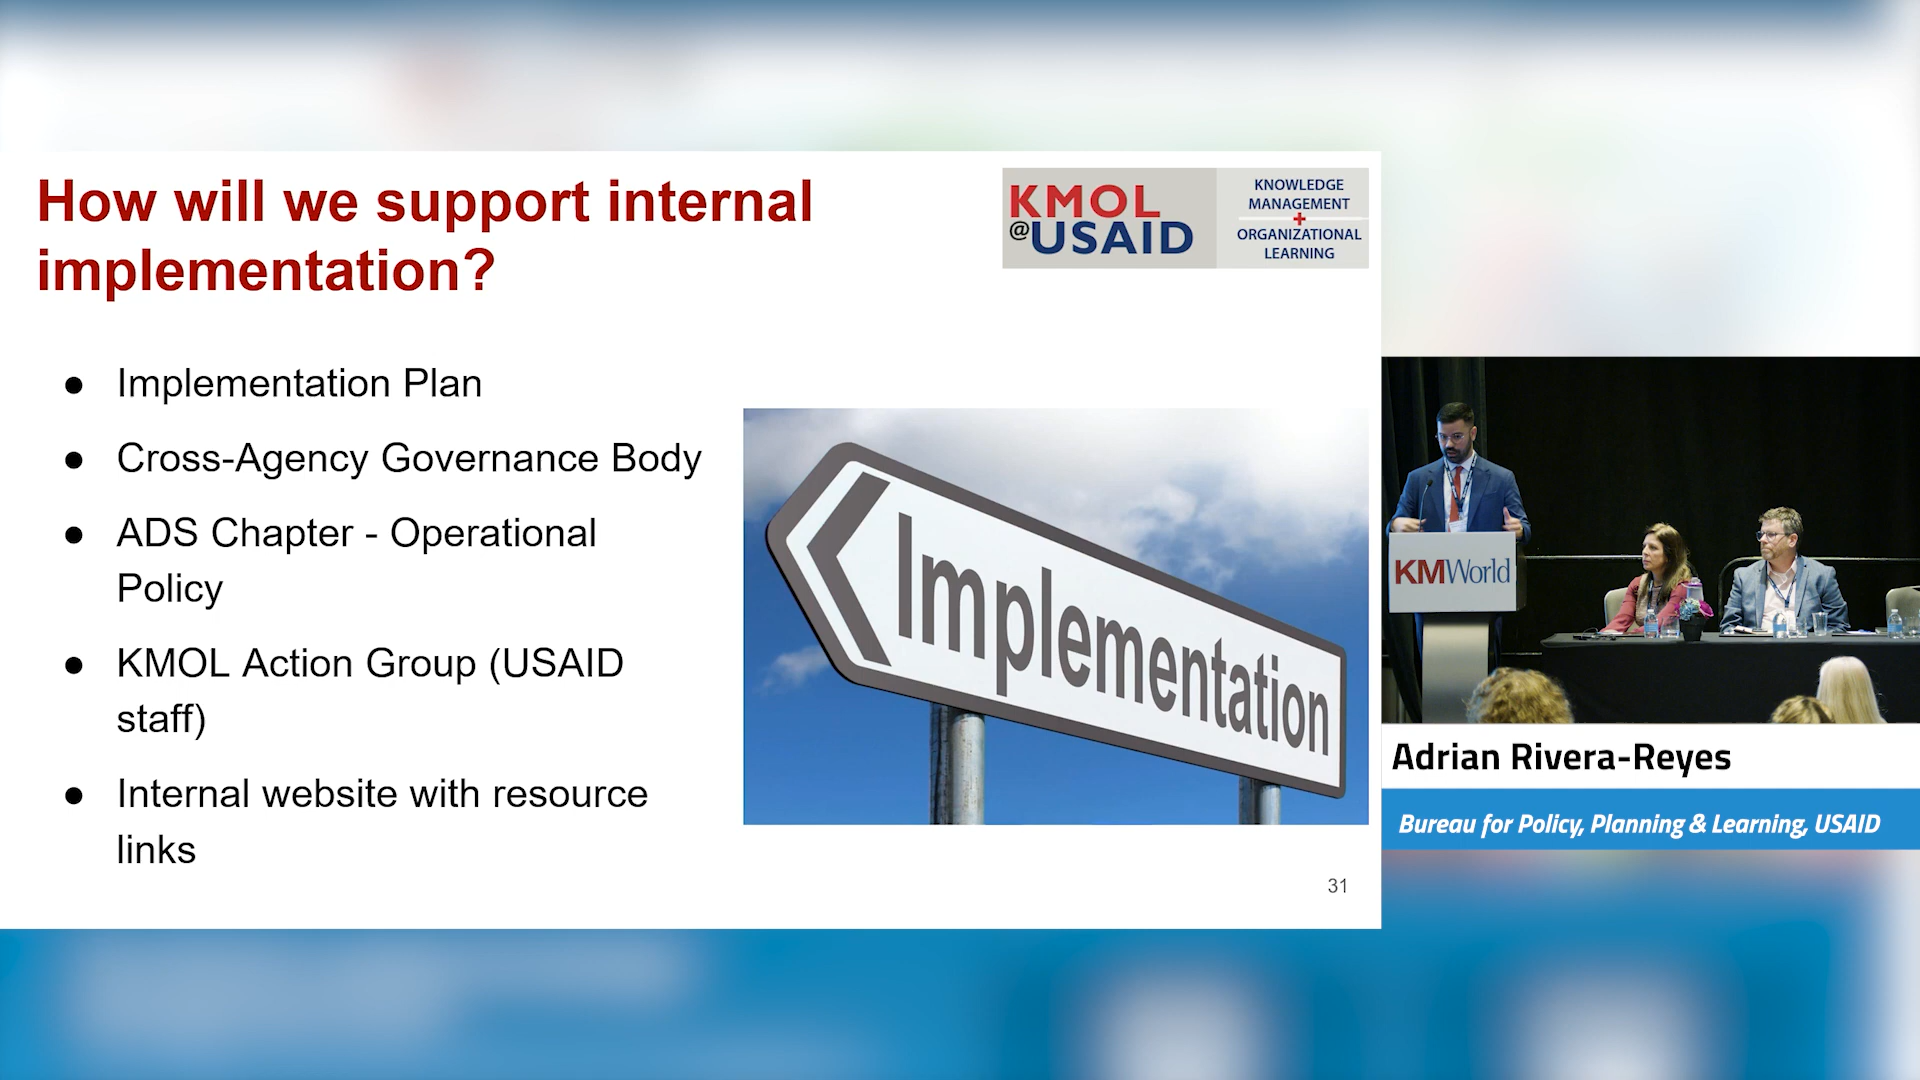 How will we support internal
implementation?
KMOL
@USAID
KNOWLEDGE
MANAGEMENT
+
ORGANIZATIONAL
LEARNING
● Implementation Plan
● Cross-Agency Governance Body
● ADS Chapter - Operational
Policy
● KMOL Action Group (USAID
staff)
● Internal website with resource
links
Implementation
31
KMWorld
Adrian Rivera-Reyes
Bureau for Policy, Planning & Learning, USAID